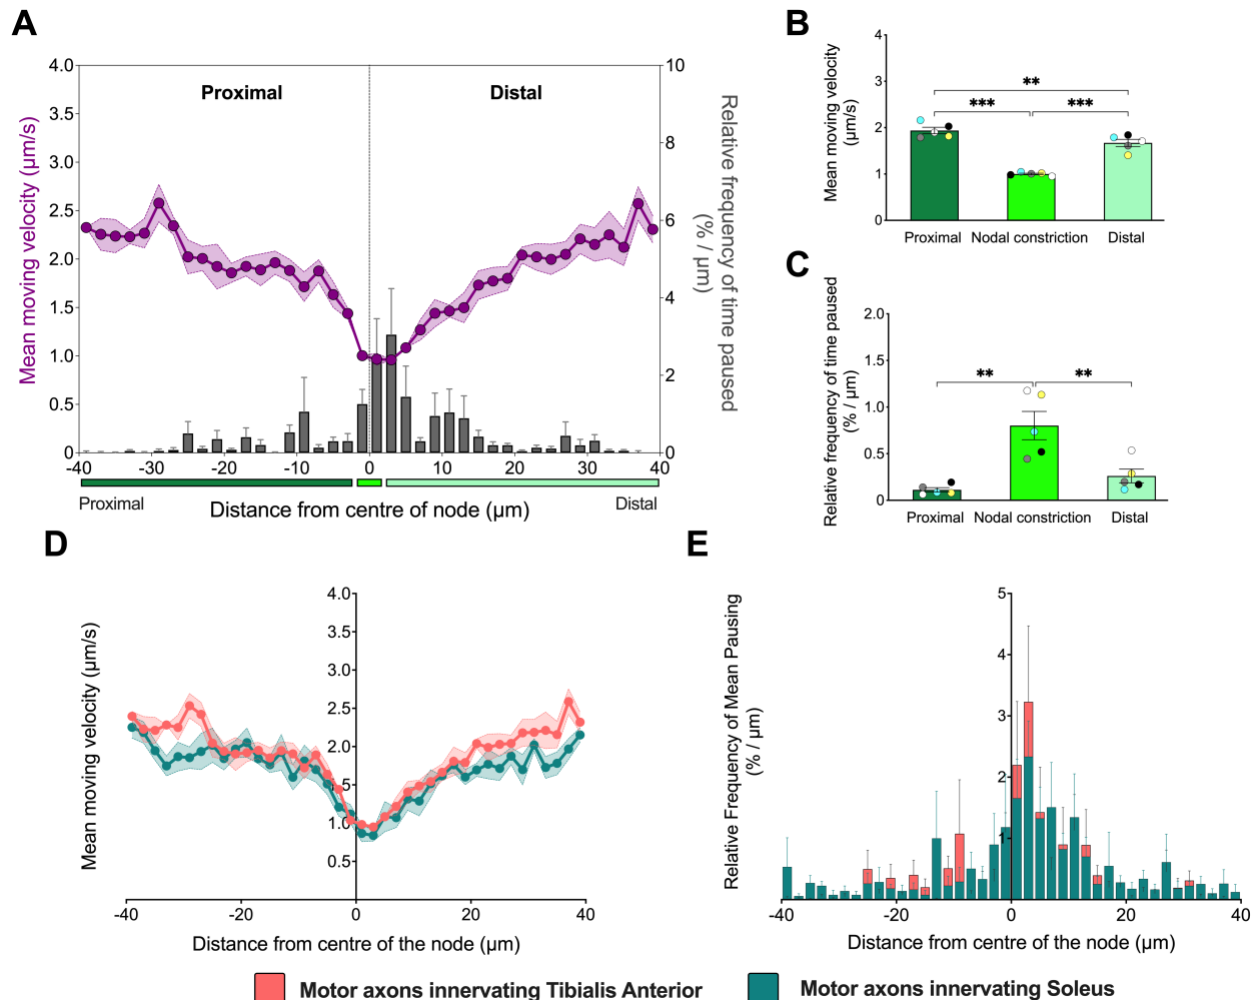 A
4.0
3.5
3.0
2.5
2.0
1.5
1.0
0.5
0
Mean moving velocity (µm/s)
Proximal
Distal
10
8
6
4
2
0
Relative frequency of time paused
(% / µm)
-40
-30
-20
-10
0
10
20
30
40
Proximal
Distance from centre of node (µm)
Distal
B
4
3
2
1
0
Mean moving velocity
(µm/s)
**
***
***
Proximal
Nodal constriction
Distal
C
2.0
1.5
1.0
0.5
0
Relative frequency of time paused
(% / µm)
**
**
Proximal
Nodal constriction
Distal
D
4.0
3.5
3.0
2.5
2.0
.5
1.0
0.5
Mean moving velocity (µm/s)
-40
-20
0
20
40
Distance from centre of the node (µm)
E
5
4
3
2
1
Relative Frequency of Mean Pausing
(% / µm)
-40
-20
0
20
40
Distance from centre of the node (µm)
Motor axons innervating Tibialis Anterior
Motor axons innervating Soleus